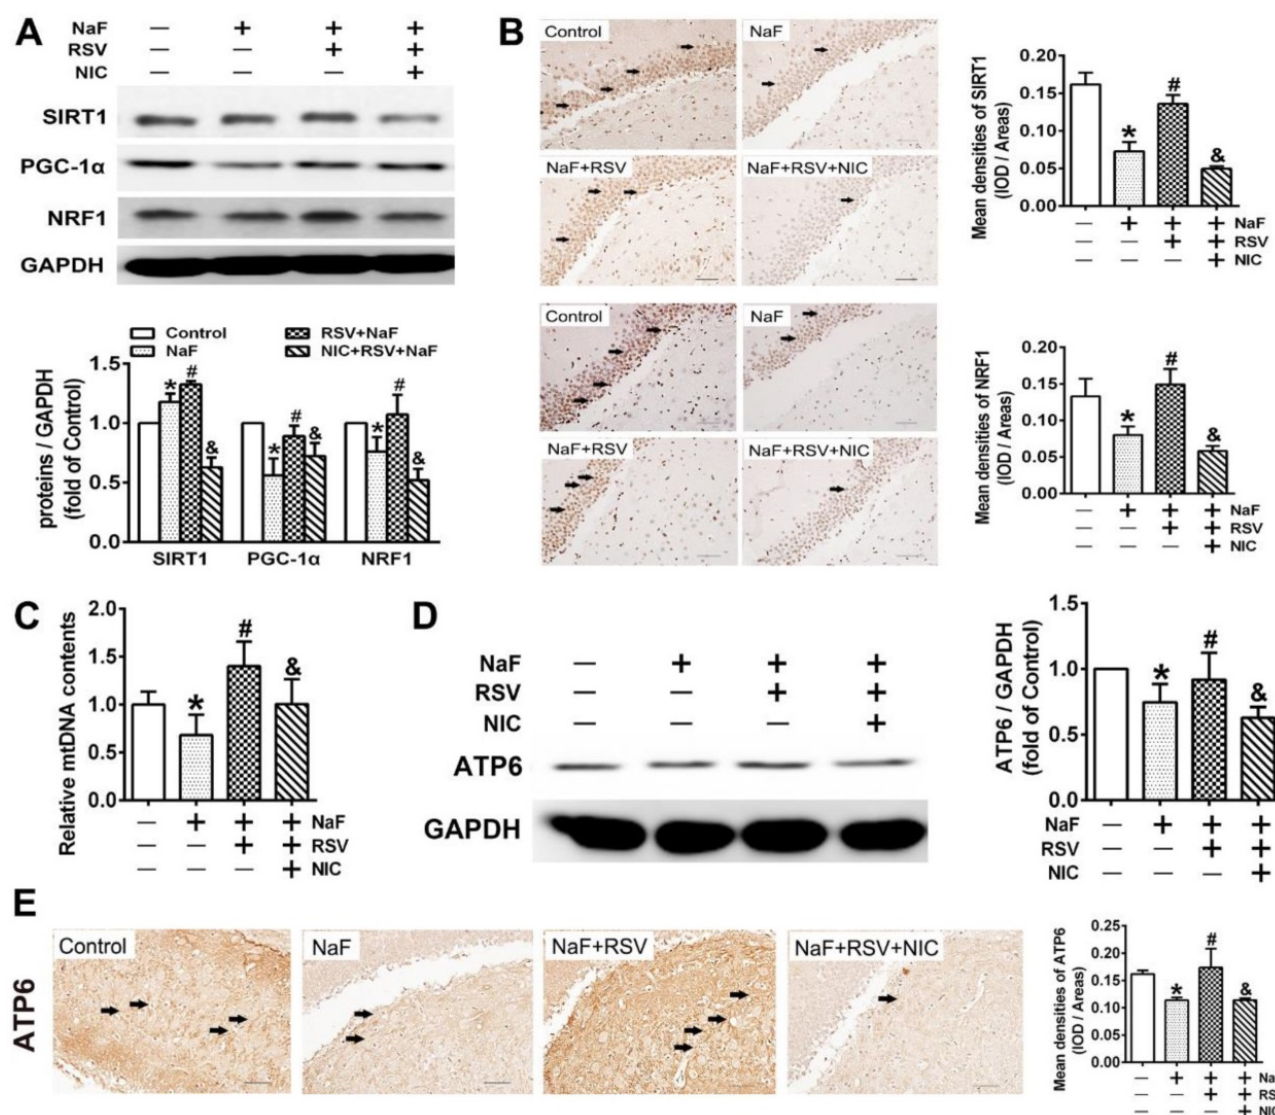 A
NaF — + + +
RSV — — + +
NIC — — — +
SIRT1
PGC-1α
NRF1
GAPDH
Control RSV+NaF
NaF NIC+RSV+NaF
proteins / GAPDH
(fold of Control)
1.5
1.0
0.5
0.0
* # &
* # &
* # &
SIRT1 PGC-1α NRF1
B
Control NaF
NaF+RSV NaF+RSV+NIC
Mean densities of SIRT1
(IOD / Areas)
0.20
0.15
0.10
0.05
0.00
* # &
— + + + NaF
— — + + RSV
— — — + NIC
Control NaF
NaF+RSV NaF+RSV+NIC
Mean densities of NRF1
(IOD / Areas)
0.20
0.15
0.10
0.05
0.00
* # &
— + + + NaF
— — + + RSV
— — — + NIC
C
Relative mtDNA contents
2.0
1.5
1.0
0.5
0.0
* # &
— + + + NaF
— — + + RSV
— — — + NIC
D
NaF — + + +
RSV — — + +
NIC — — — +
ATP6
GAPDH
ATP6 / GAPDH
(fold of Control)
1.5
1.0
0.5
0.0
* # &
NaF — + + +
RSV — — + +
NIC — — — +
E
ATP6
Control NaF NaF+RSV NaF+RSV+NIC
Mean densities of ATP6
(IOD / Areas)
0.25
0.20
0.15
0.10
0.05
0.00
* # &
— + + + Na
— — + + RS
— — — + NI